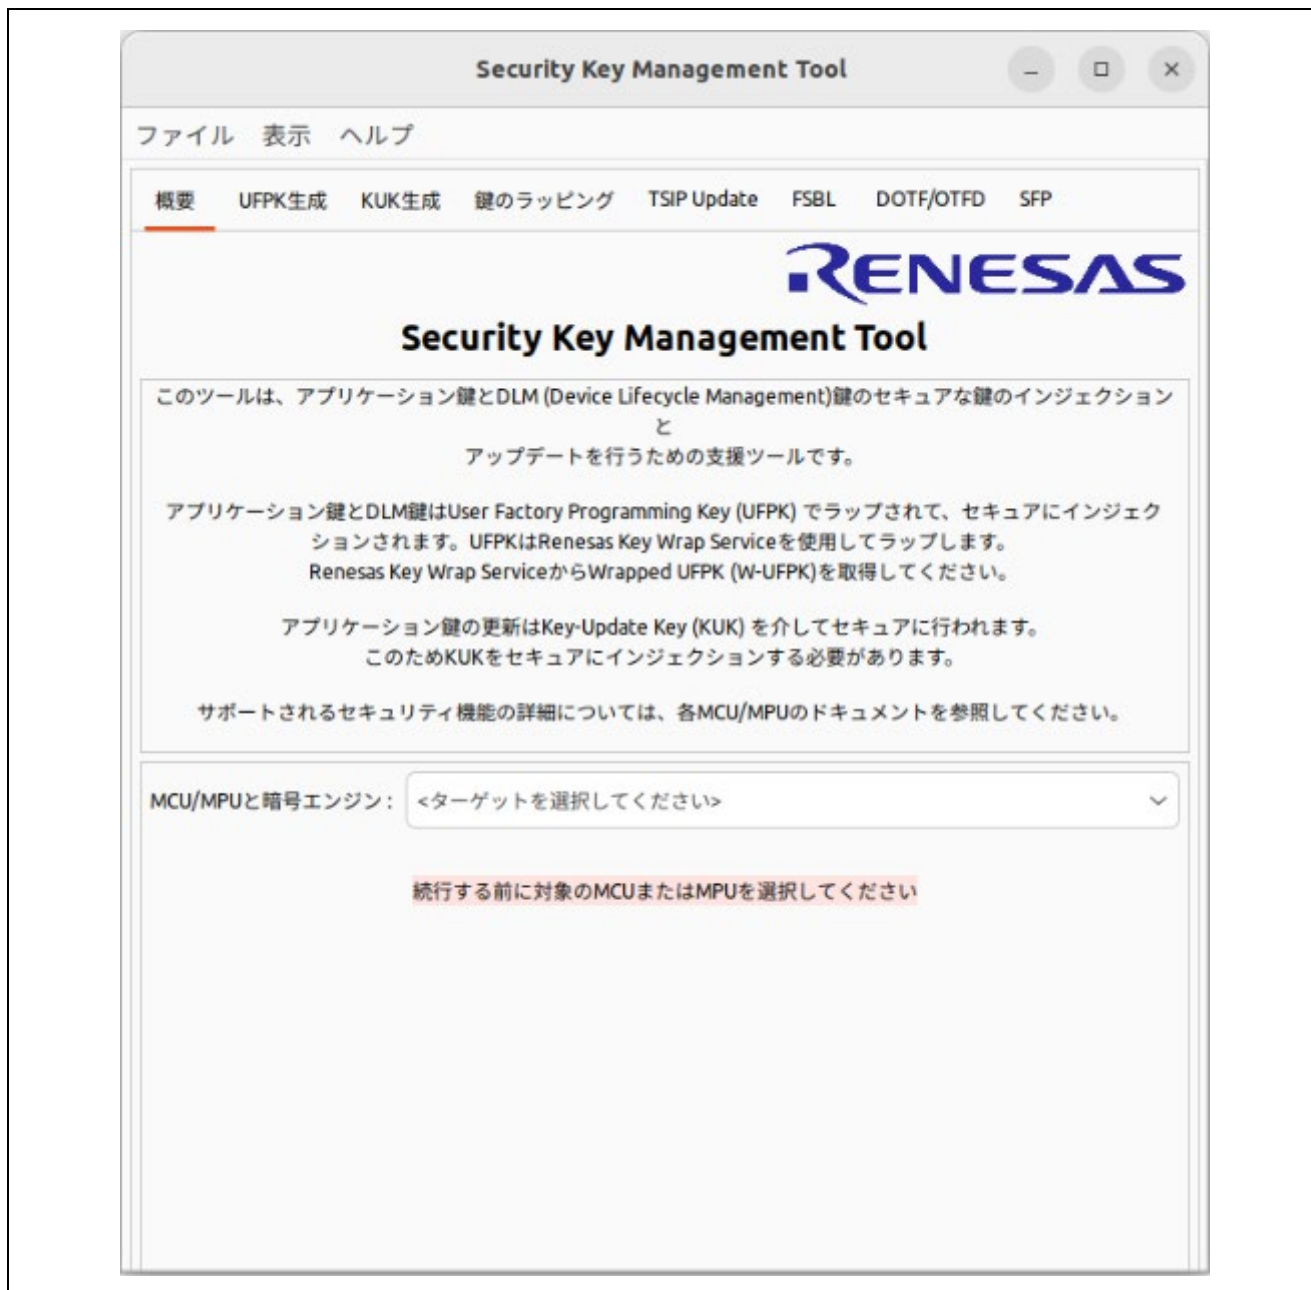 Security Key Management Tool
ファイル 表示 ヘルプ
概要 UFPK生成 KUK生成 鍵のラッピング TSIP Update FSBL DOTF/OTFD SFP
RENESAS
Security Key Management Tool
このツールは、アプリケーション鍵とDLM (Device Lifecycle Management)鍵のセキュアな鍵のインジェクション
と
アップデートを行うための支援ツールです。
アプリケーション鍵とDLM鍵はUser Factory Programming Key (UFPK) でラップされて、セキュアにインジェク
ションされます。UFPKはRenesas Key Wrap Serviceを使用してラップします。
Renesas Key Wrap ServiceからWrapped UFPK (W-UFPK)を取得してください。
アプリケーション鍵の更新はKey-Update Key (KUK) を介してセキュアに行われます。
このためKUKをセキュアにインジェクションする必要があります。
サポートされるセキュリティ機能の詳細については、各MCU/MPUのドキュメントを参照してください。
MCU/MPUと暗号エンジン : <ターゲットを選択してください>
続行する前に対象のMCUまたはMPUを選択してください